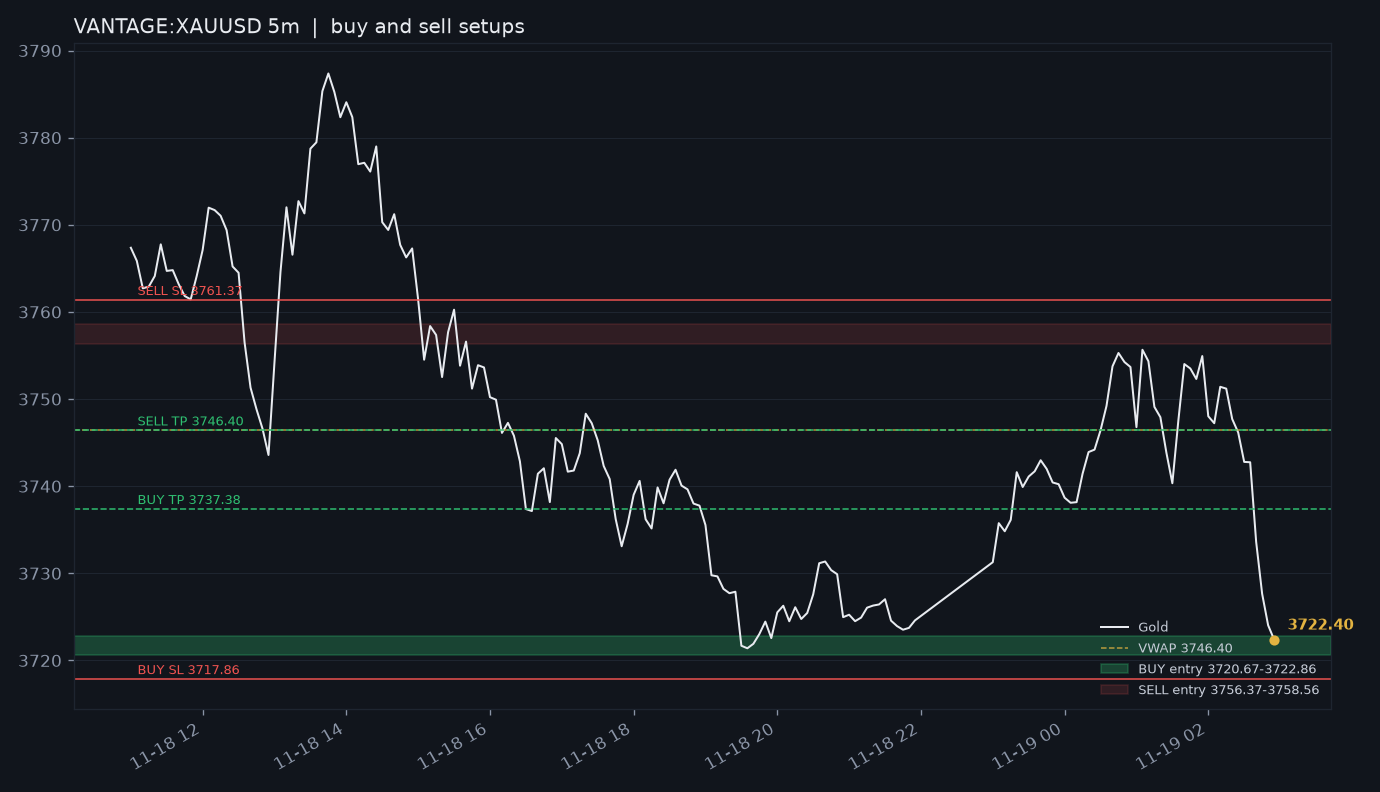 VANTAGE:XAUUSD 5m | buy and sell setups
3790
3780
3770
3760
3750
3740
3730
3720
SELL SL 3761.37
SELL TP 3746.40
BUY TP 3737.38
BUY SL 3717.86
3722.40
Gold
VWAP 3746.40
BUY entry 3720.67-3722.86
SELL entry 3756.37-3758.56
11-18 12
11-18 14
11-18 16
11-18 18
11-18 20
11-18 22
11-19 00
11-19 02